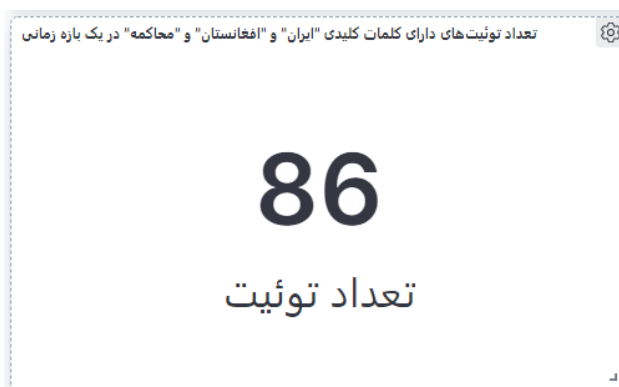 تعداد توئیت‌های دارای کلمات کلیدی "ایران" و "افغانستان" و "محاکمه" در یک بازه زمانی
86
تعداد توئیت